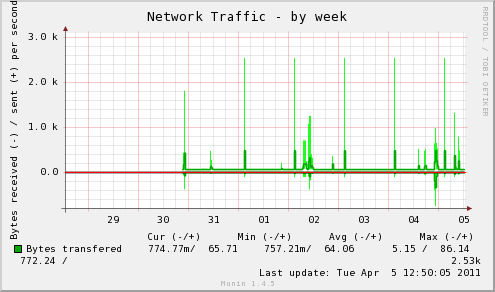 Network Traffic - by week
RRDTOOL / TOBI OETIKER
Bytes received (-) / sent (+) per second
3.0 k
2.0 k
1.0 k
0.0
29 30 31 01 02 03 04 05
Cur (-/+) Min (-/+) Avg (-/+) Max (-/+)
Bytes transfered 774.77m/ 65.71 757.21m/ 64.06 5.15 / 86.14
772.24 / 2.53k
Last update: Tue Apr 5 12:50:05 2011
Munin 1.4.5